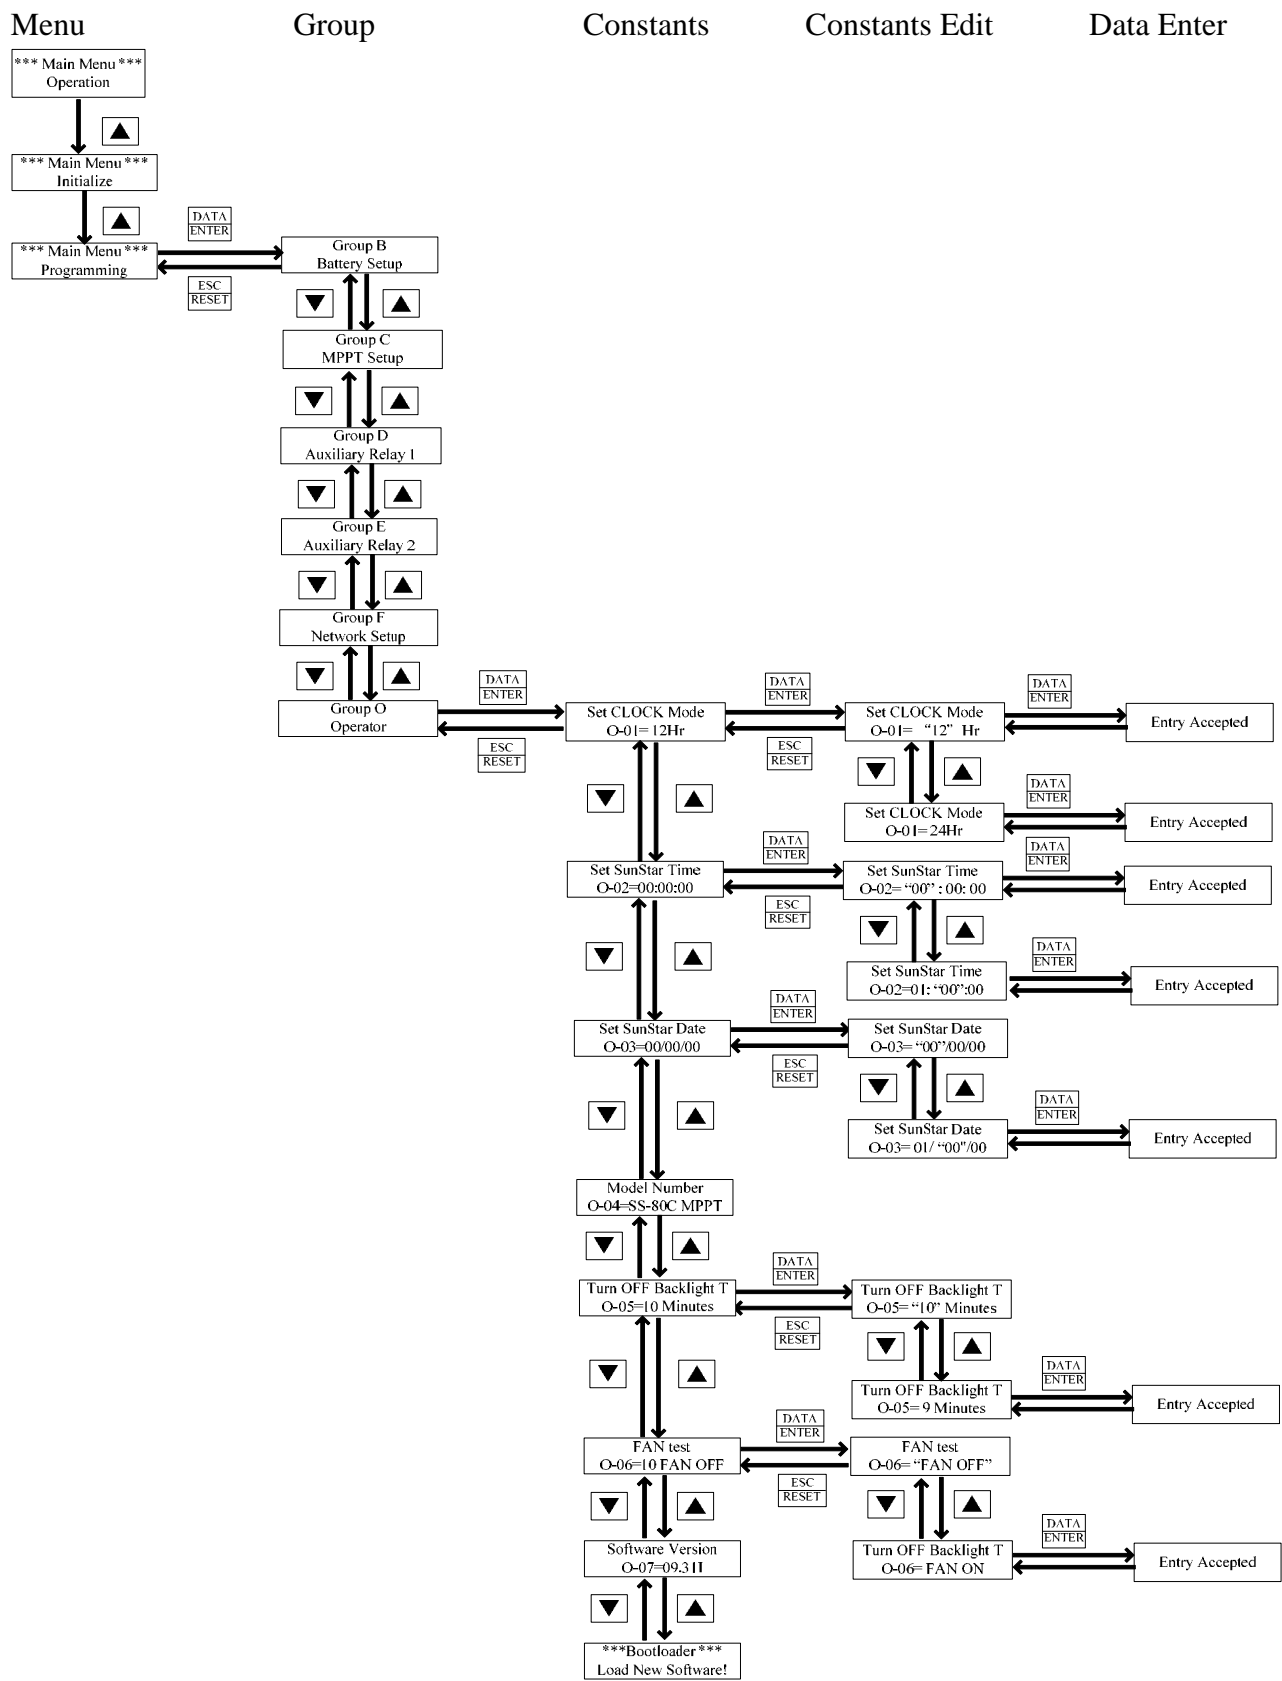 Menu Group Constants Constants Edit Data Enter
*** Main Menu ***
Operation
*** Main Menu ***
Initialize
DATA
ENTER
*** Main Menu ***
Programming
ESC
RESET
Group B
Battery Setup
Group C
MPPT Setup
Group D
Auxiliary Relay 1
Group E
Auxiliary Relay 2
Group F
Network Setup
Group O
Operator
DATA
ENTER
ESC
RESET
Set CLOCK Mode
O-01=12Hr
DATA
ENTER
ESC
RESET
Set CLOCK Mode
O-01= “12” Hr
DATA
ENTER
Entry Accepted
Set CLOCK Mode
O-01=24Hr
DATA
ENTER
Entry Accepted
Set SunStar Time
O-02=00:00:00
DATA
ENTER
ESC
RESET
Set SunStar Time
O-02= “00” : 00: 00
DATA
ENTER
Entry Accepted
Set SunStar Time
O-02=01: “00”:00
DATA
ENTER
Entry Accepted
Set SunStar Date
O-03=00/00/00
DATA
ENTER
ESC
RESET
Set SunStar Date
O-03= “00”/00/00
Set SunStar Date
O-03= 01/ “00"/00
DATA
ENTER
Entry Accepted
Model Number
O-04=SS-80C MPPT
Turn OFF Backlight T
O-05=10 Minutes
DATA
ENTER
ESC
RESET
Turn OFF Backlight T
O-05= “10” Minutes
Turn OFF Backlight T
O-05= 9 Minutes
DATA
ENTER
Entry Accepted
FAN test
O-06=10 FAN OFF
DATA
ENTER
ESC
RESET
FAN test
O-06= “FAN OFF”
Turn OFF Backlight T
O-06= FAN ON
DATA
ENTER
Entry Accepted
Software Version
***Bootloader ***
Load New Software!